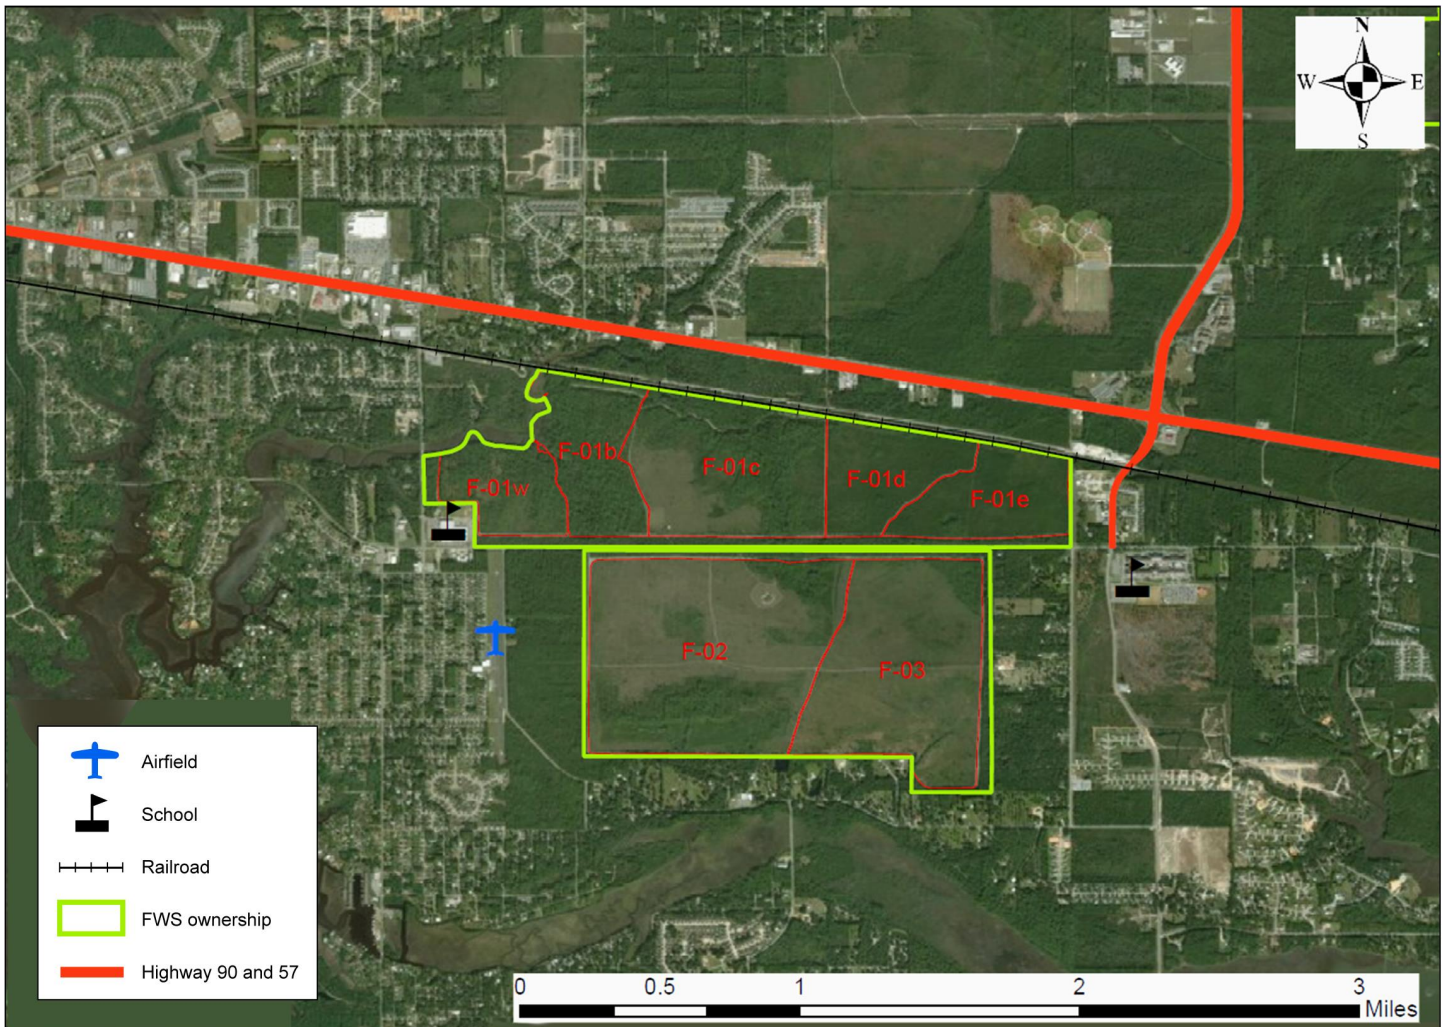 N
W E
S
F-01b
F-01c
F-01d
F-01w
F-01e
F-02
F-03
Airfield
School
Railroad
FWS ownership
Highway 90 and 57
0 0.5 1 2 3
Miles